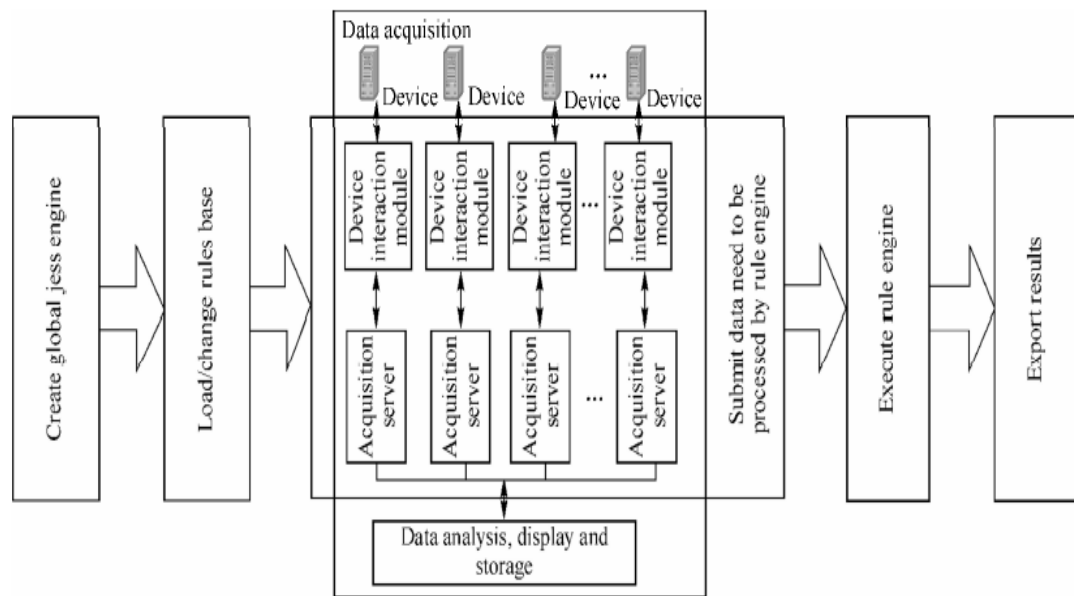 Data acquisition
Device
Device
Device
Device
...
Create global jess engine
Load/change rules base
Device
interaction
module
Device
interaction
module
Device
interaction
module
...
Device
interaction
module
Acquisition
server
Acquisition
server
Acquisition
server
...
Acquisition
server
Data analysis, display and
storage
Submit data need to be
processed by rule engine
Execute rule engine
Export results